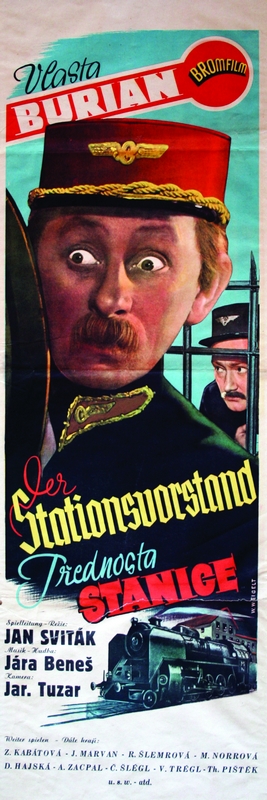 Vlasta
BURIAN
BROMFILM
Der
Stationsvorstand
Přednosta
STANICE
Spielleitung - Režie:
JAN SVITÁK
Musik - Hudba:
Jára Beneš
Kamera:
Jar. Tuzar
Weiter spielen - Dále hrají:
Z. KABÁTOVÁ - J. MARVAN - R. ŠLEMROVÁ - M. NORROVÁ
D. HAJSKÁ - A. ZACPAL - Č. ŠLÉGL - V. TRÉGL - Th. PIŠTĚK
u. s. w. - atd.